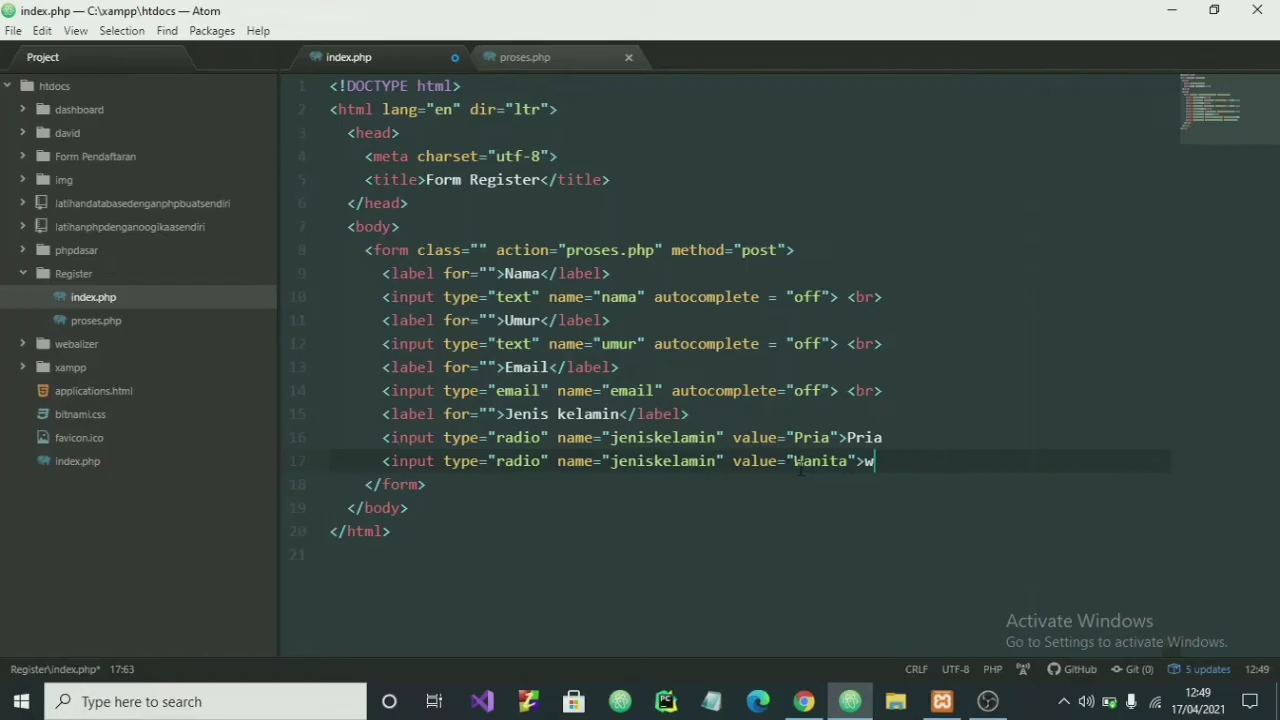 index.php — C:\xampp\htdocs — Atom
File Edit View Selection Find Packages Help
Project
index.php
proses.php
htdocs
dashboard
david
Form Pendaftaran
img
latihandatabasedenganphpbuatsendiri
latihanphpdenganoogikaasendiri
phpdasar
Register
index.php
proses.php
webalizer
xampp
applications.html
bitnami.css
favicon.ico
index.php
1 <!DOCTYPE html>
2 <html lang="en" dir="ltr">
3 <head>
4 <meta charset="utf-8">
5 <title>Form Register</title>
6 </head>
7 <body>
8 <form class="" action="proses.php" method="post">
9 <label for="">Nama</label>
10 <input type="text" name="nama" autocomplete = "off"> <br>
11 <label for="">Umur</label>
12 <input type="text" name="umur" autocomplete = "off"> <br>
13 <label for="">Email</label>
14 <input type="email" name="email" autocomplete="off"> <br>
15 <label for="">Jenis kelamin</label>
16 <input type="radio" name="jeniskelamin" value="Pria">Pria
17 <input type="radio" name="jeniskelamin" value="Wanita">w
18 </form>
19 </body>
20 </html>
21
Activate Windows
Go to Settings to activate Windows.
Register\index.php* 17:63
CRLF UTF-8 PHP GitHub Git (0) 5 updates 12:49
Type here to search
12:49
17/04/2021